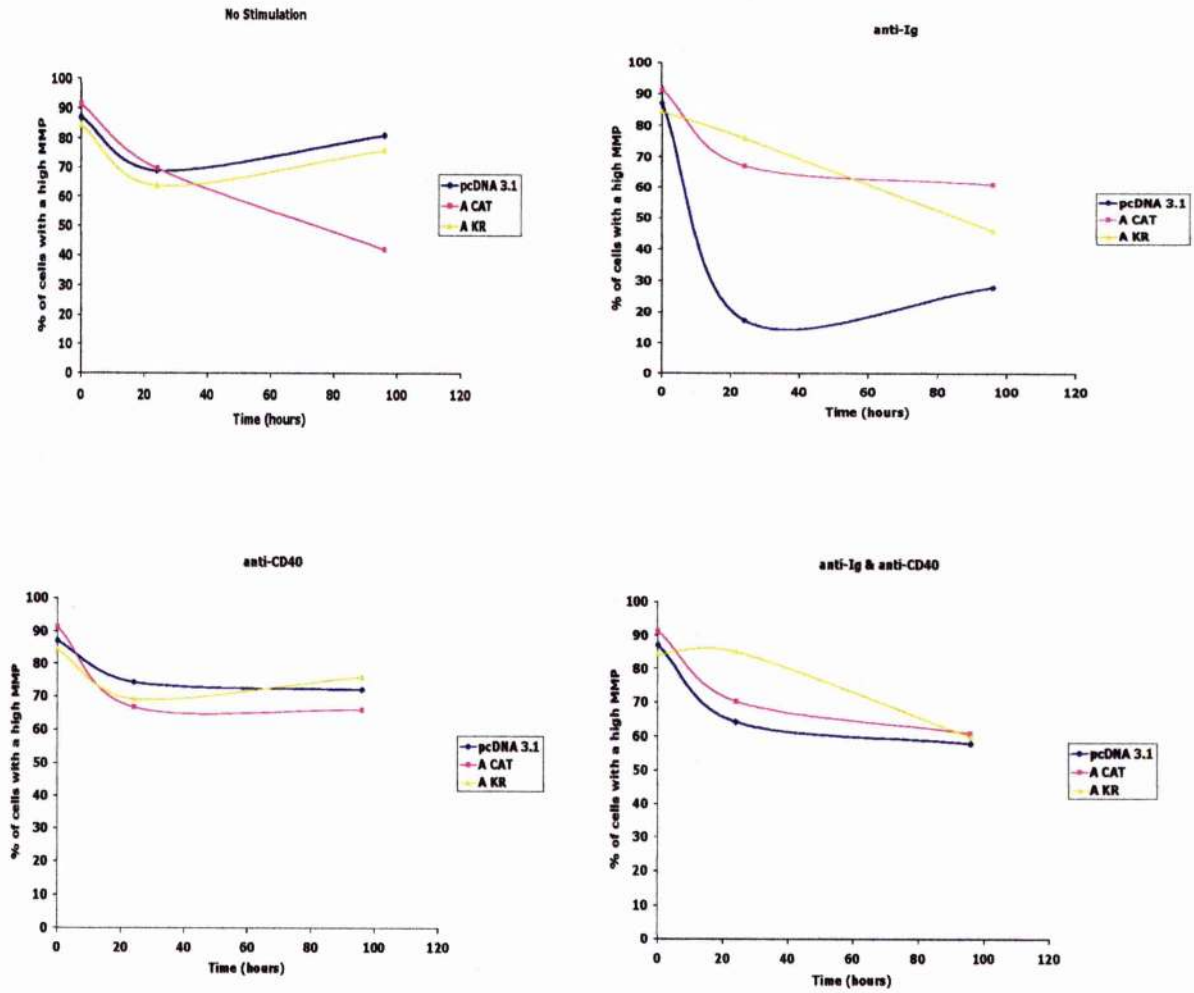 No Stimulation
% of cells with a high MMP
100
90
80
70
60
50
40
30
20
10
0
0 20 40 60 80 100 120
Time (hours)
pcDNA 3.1
A CAT
A KR
anti-Ig
% of cells with a high MMP
100
90
80
70
60
50
40
30
20
10
0
0 20 40 60 80 100 120
Time (hours)
pcDNA 3.1
A CAT
A KR
anti-CD40
% of cells with a high MMP
100
90
80
70
60
50
40
30
20
10
0
0 20 40 60 80 100 120
Time (hours)
pcDNA 3.1
A CAT
A KR
anti-Ig & anti-CD40
% of cells with a high MMP
100
90
80
70
60
50
40
30
20
10
0
0 20 40 60 80 100 120
Time (hours)
pcDNA 3.1
A CAT
A KR